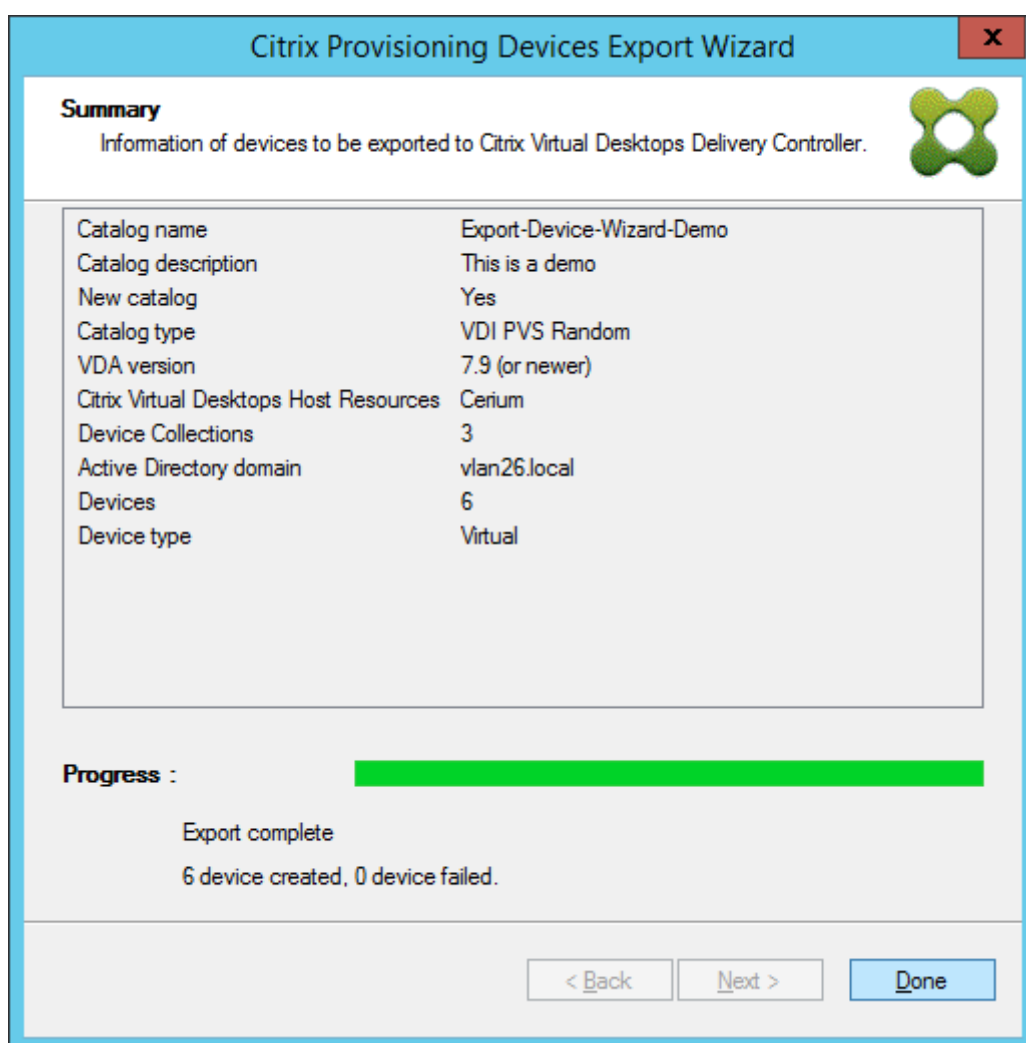 Citrix Provisioning Devices Export Wizard
x
Summary
Information of devices to be exported to Citrix Virtual Desktops Delivery Controller.
Catalog name Export-Device-Wizard-Demo
Catalog description This is a demo
New catalog Yes
Catalog type VDI PVS Random
VDA version 7.9 (or newer)
Citrix Virtual Desktops Host Resources Cerium
Device Collections 3
Active Directory domain vlan26.local
Devices 6
Device type Virtual
Progress :
Export complete
6 device created, 0 device failed.
< Back Next > Done